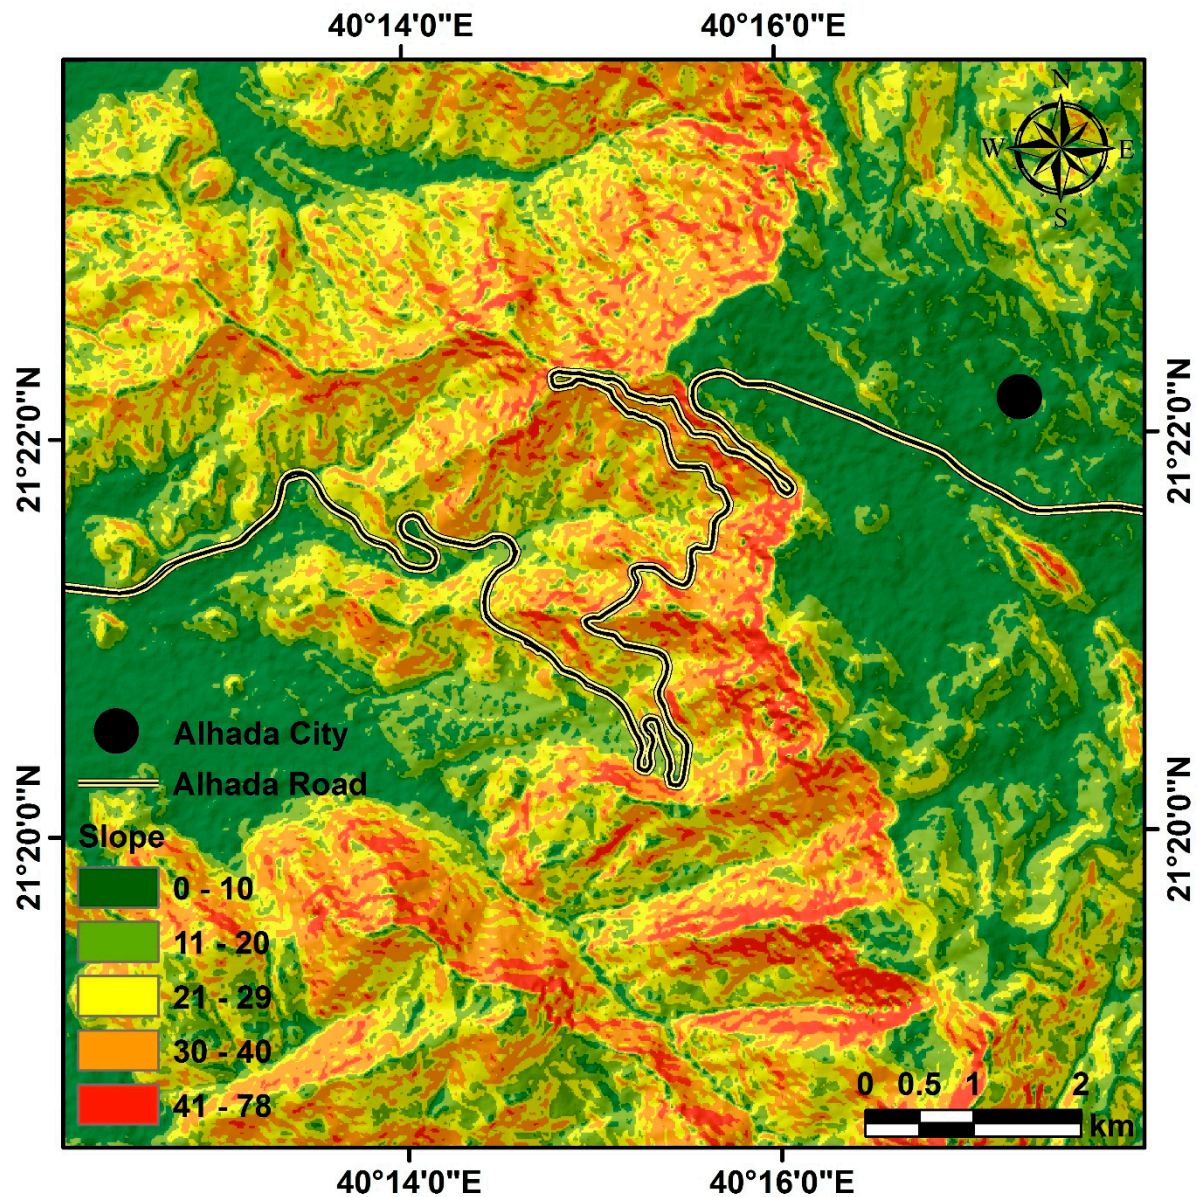 40°14'0"E
40°16'0"E
N
W
E
S
21°22'0"N
21°22'0"N
Alhada City
Alhada Road
21°20'0"N
21°20'0"N
Slope
0 - 10
11 - 20
21 - 29
30 - 40
41 - 78
0 0.5 1 2
km
40°14'0"E
40°16'0"E